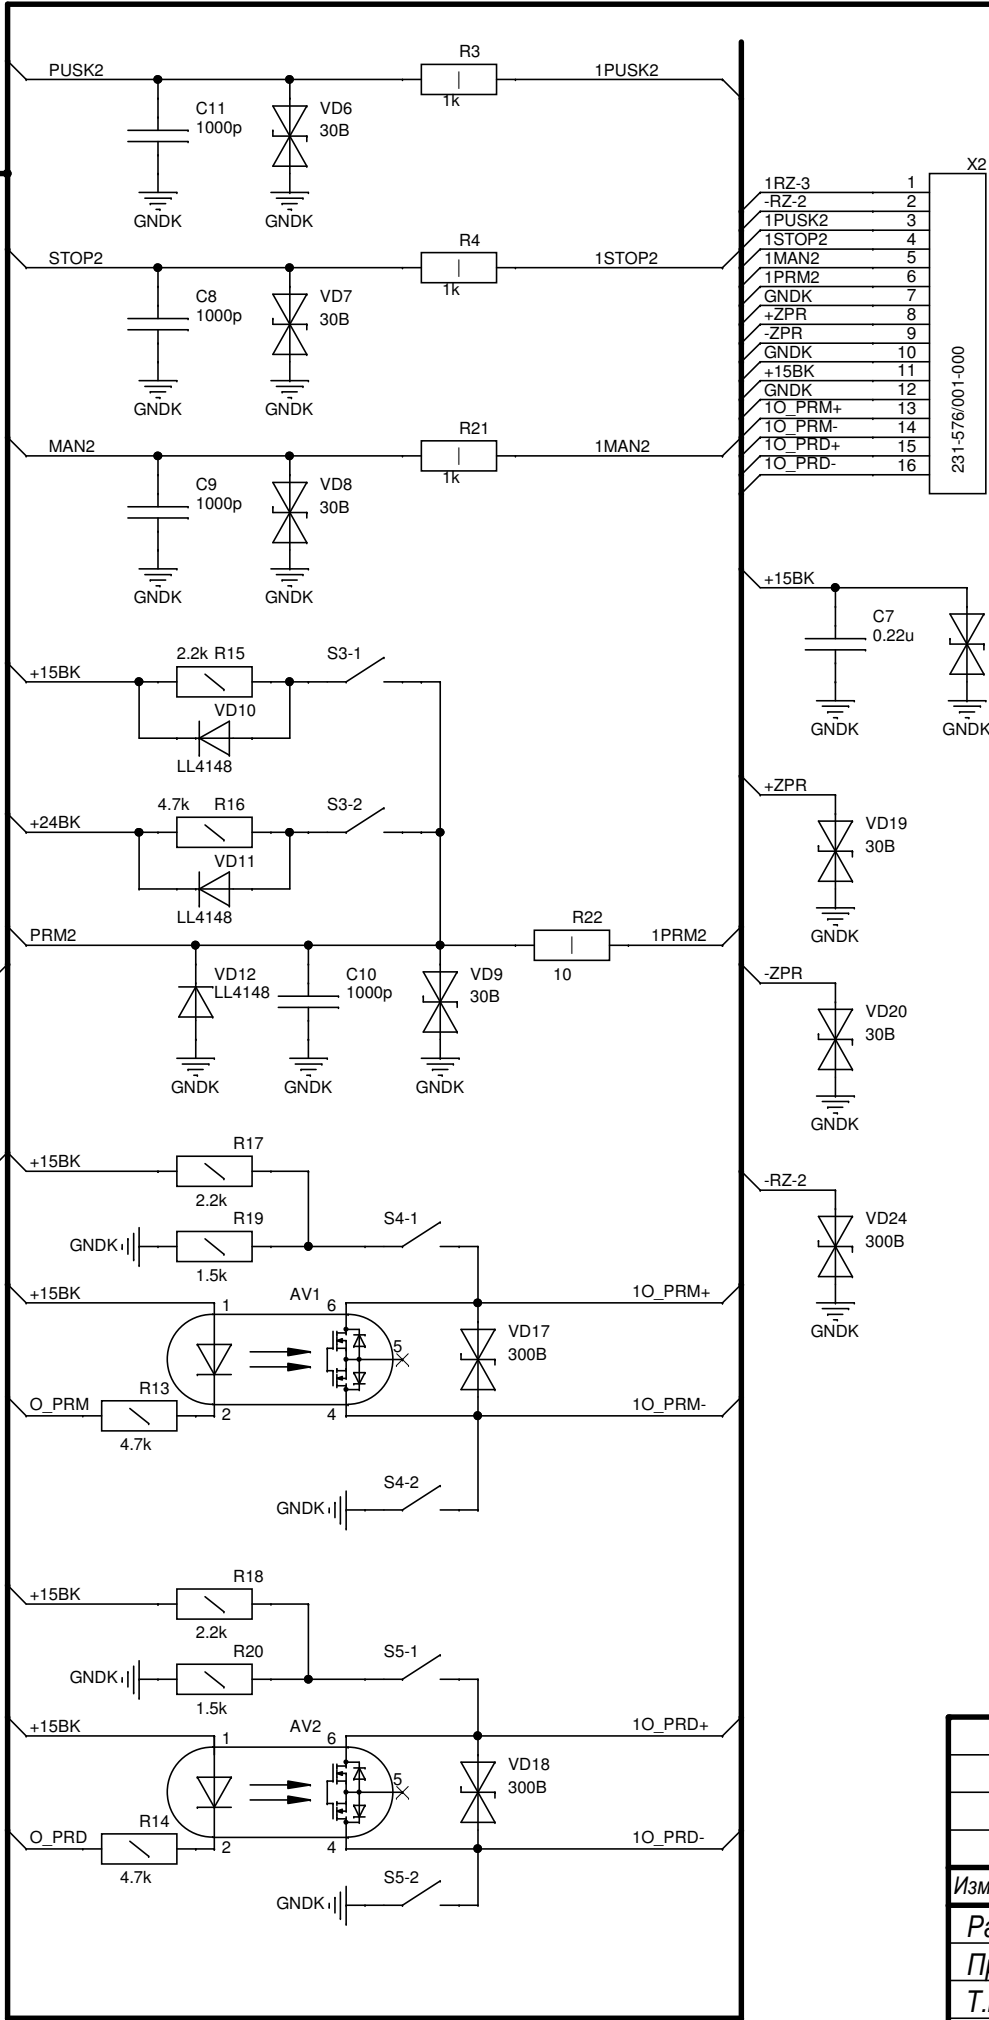 PUSK2
R3
1k
1PUSK2
C11
1000p
VD6
30B
GNDK
GNDK
STOP2
R4
1k
1STOP2
C8
1000p
VD7
30B
GNDK
GNDK
MAN2
R21
1k
1MAN2
C9
1000p
VD8
30B
GNDK
GNDK
+15BK
2.2k R15
S3-1
VD10
LL4148
+24BK
4.7k R16
S3-2
VD11
LL4148
PRM2
R22
10
1PRM2
VD12
LL4148
C10
1000p
VD9
30B
GNDK
GNDK
GNDK
+15BK
R17
2.2k
GNDK
R19
1.5k
S4-1
+15BK
AV1
1
6
5
1O_PRM+
VD17
300B
O_PRM
R13
4.7k
2
4
1O_PRM-
GNDK
S4-2
+15BK
R18
2.2k
GNDK
R20
1.5k
S5-1
+15BK
AV2
1
6
5
1O_PRD+
VD18
300B
O_PRD
R14
4.7k
2
4
1O_PRD-
GNDK
S5-2
X2
1RZ-3 1
-RZ-2 2
1PUSK2 3
1STOP2 4
1MAN2 5
1PRM2 6
GNDK 7
+ZPR 8
-ZPR 9
GNDK 10
+15BK 11
GNDK 12
1O_PRM+ 13
1O_PRM- 14
1O_PRD+ 15
1O_PRD- 16
231-576/001-000
+15BK
C7
0.22u
GNDK
GNDK
+ZPR
VD19
30B
GNDK
-ZPR
VD20
30B
GNDK
-RZ-2
VD24
300B
GNDK
Изм